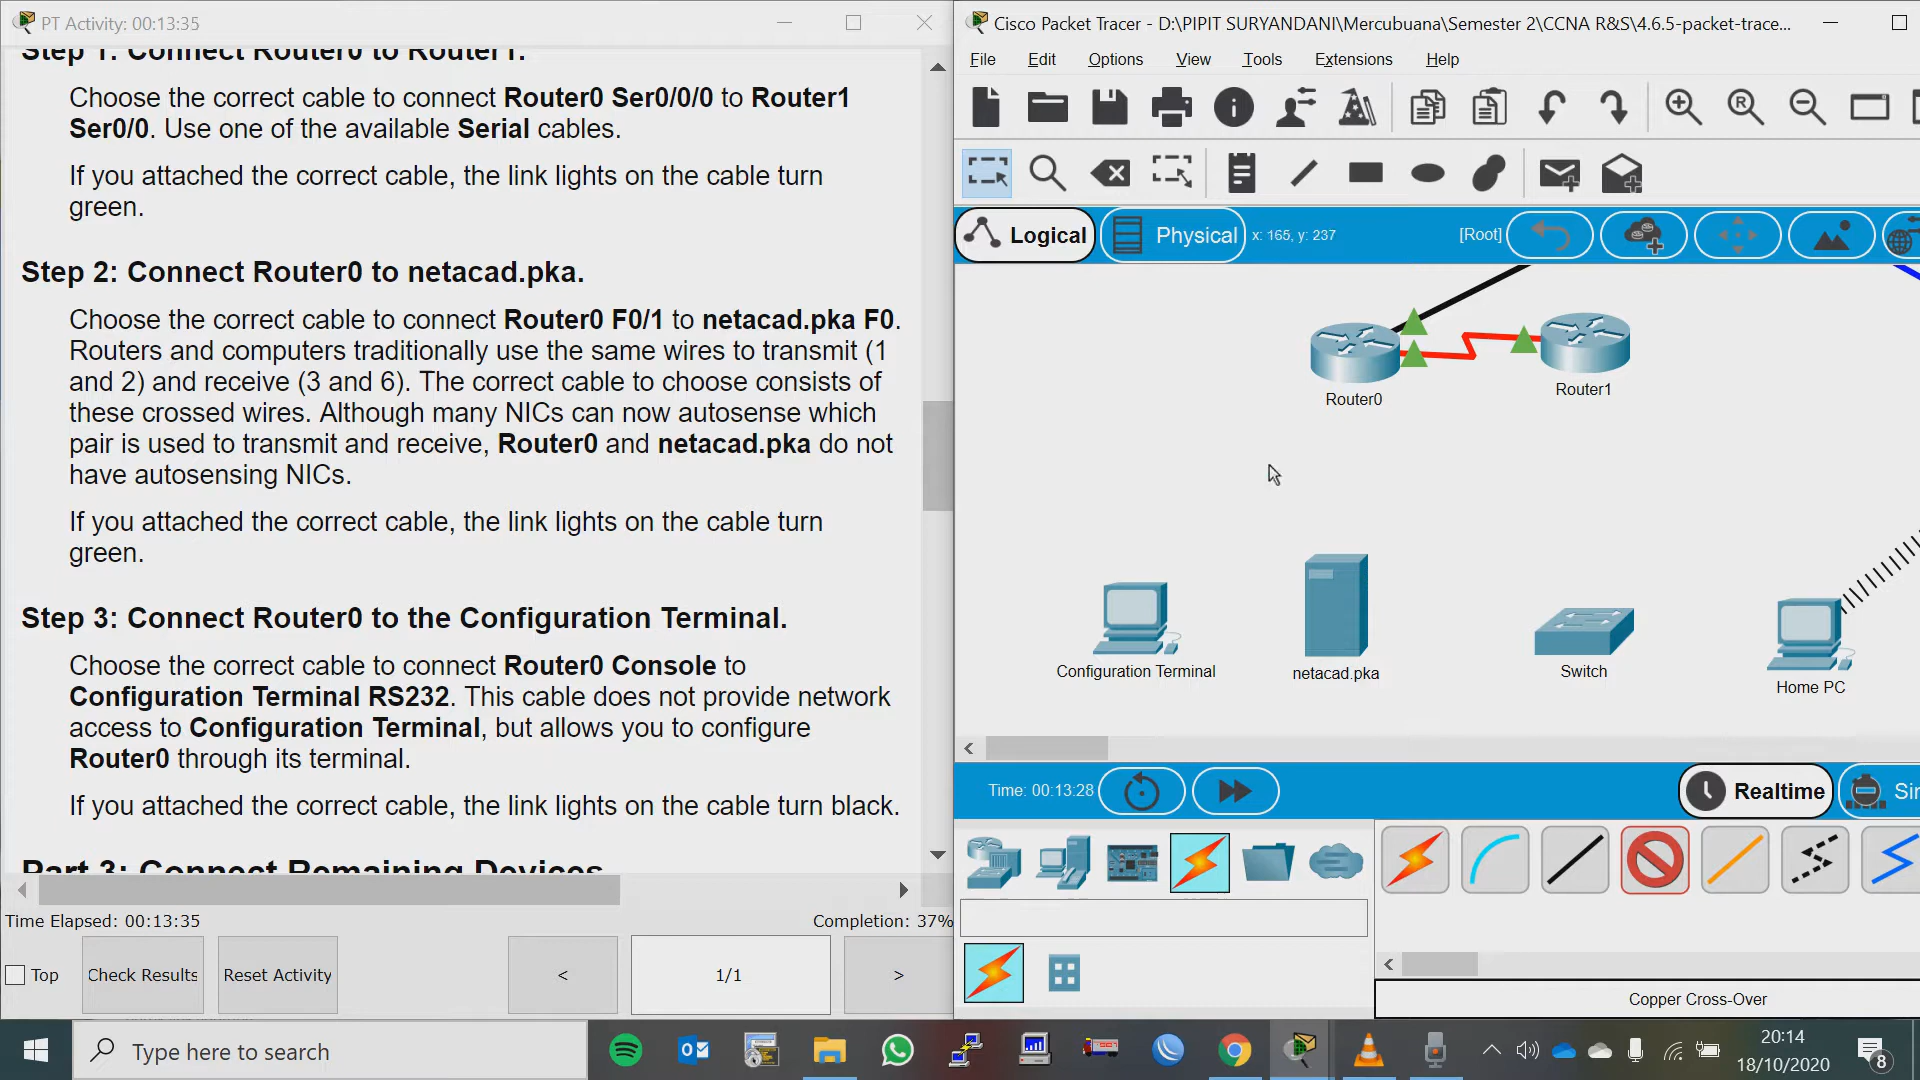 PT Activity: 00:13:35
Step 1: Connect Router0 to Router1.
Choose the correct cable to connect Router0 Ser0/0/0 to Router1
Ser0/0. Use one of the available Serial cables.
If you attached the correct cable, the link lights on the cable turn
green.
Step 2: Connect Router0 to netacad.pka.
Choose the correct cable to connect Router0 F0/1 to netacad.pka F0.
Routers and computers traditionally use the same wires to transmit (1
and 2) and receive (3 and 6). The correct cable to choose consists of
these crossed wires. Although many NICs can now autosense which
pair is used to transmit and receive, Router0 and netacad.pka do not
have autosensing NICs.
If you attached the correct cable, the link lights on the cable turn
green.
Step 3: Connect Router0 to the Configuration Terminal.
Choose the correct cable to connect Router0 Console to
Configuration Terminal RS232. This cable does not provide network
access to Configuration Terminal, but allows you to configure
Router0 through its terminal.
If you attached the correct cable, the link lights on the cable turn black.
Part 3: Connect Remaining Devices
Time Elapsed: 00:13:35
Completion: 37%
Top
Check Results
Reset Activity
<
1/1
>
Cisco Packet Tracer - D:\PIPIT SURYANDANI\Mercubuana\Semester 2\CCNA R&S\4.6.5-packet-trace...
File Edit Options View Tools Extensions Help
Logical
Physical
x: 165, y: 237
[Root]
Router0
Router1
Configuration Terminal
netacad.pka
Switch
Home PC
Time: 00:13:28
Realtime
Sir
Copper Cross-Over
Type here to search
20:14
18/10/2020
8